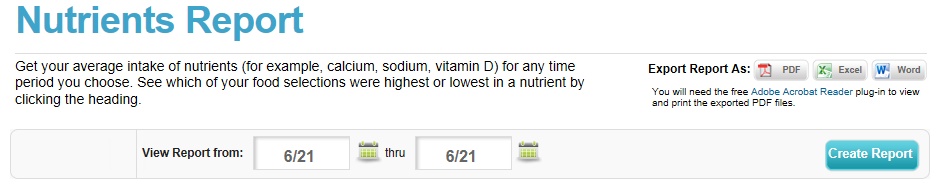 Nutrients Report
Get your average intake of nutrients (for example, calcium, sodium, vitamin D) for any time
period you choose. See which of your food selections were highest or lowest in a nutrient by
clicking the heading.
Export Report As: PDF Excel Word
You will need the free Adobe Acrobat Reader plug-in to view
and print the exported PDF files.
View Report from: 6/21 thru 6/21 Create Report